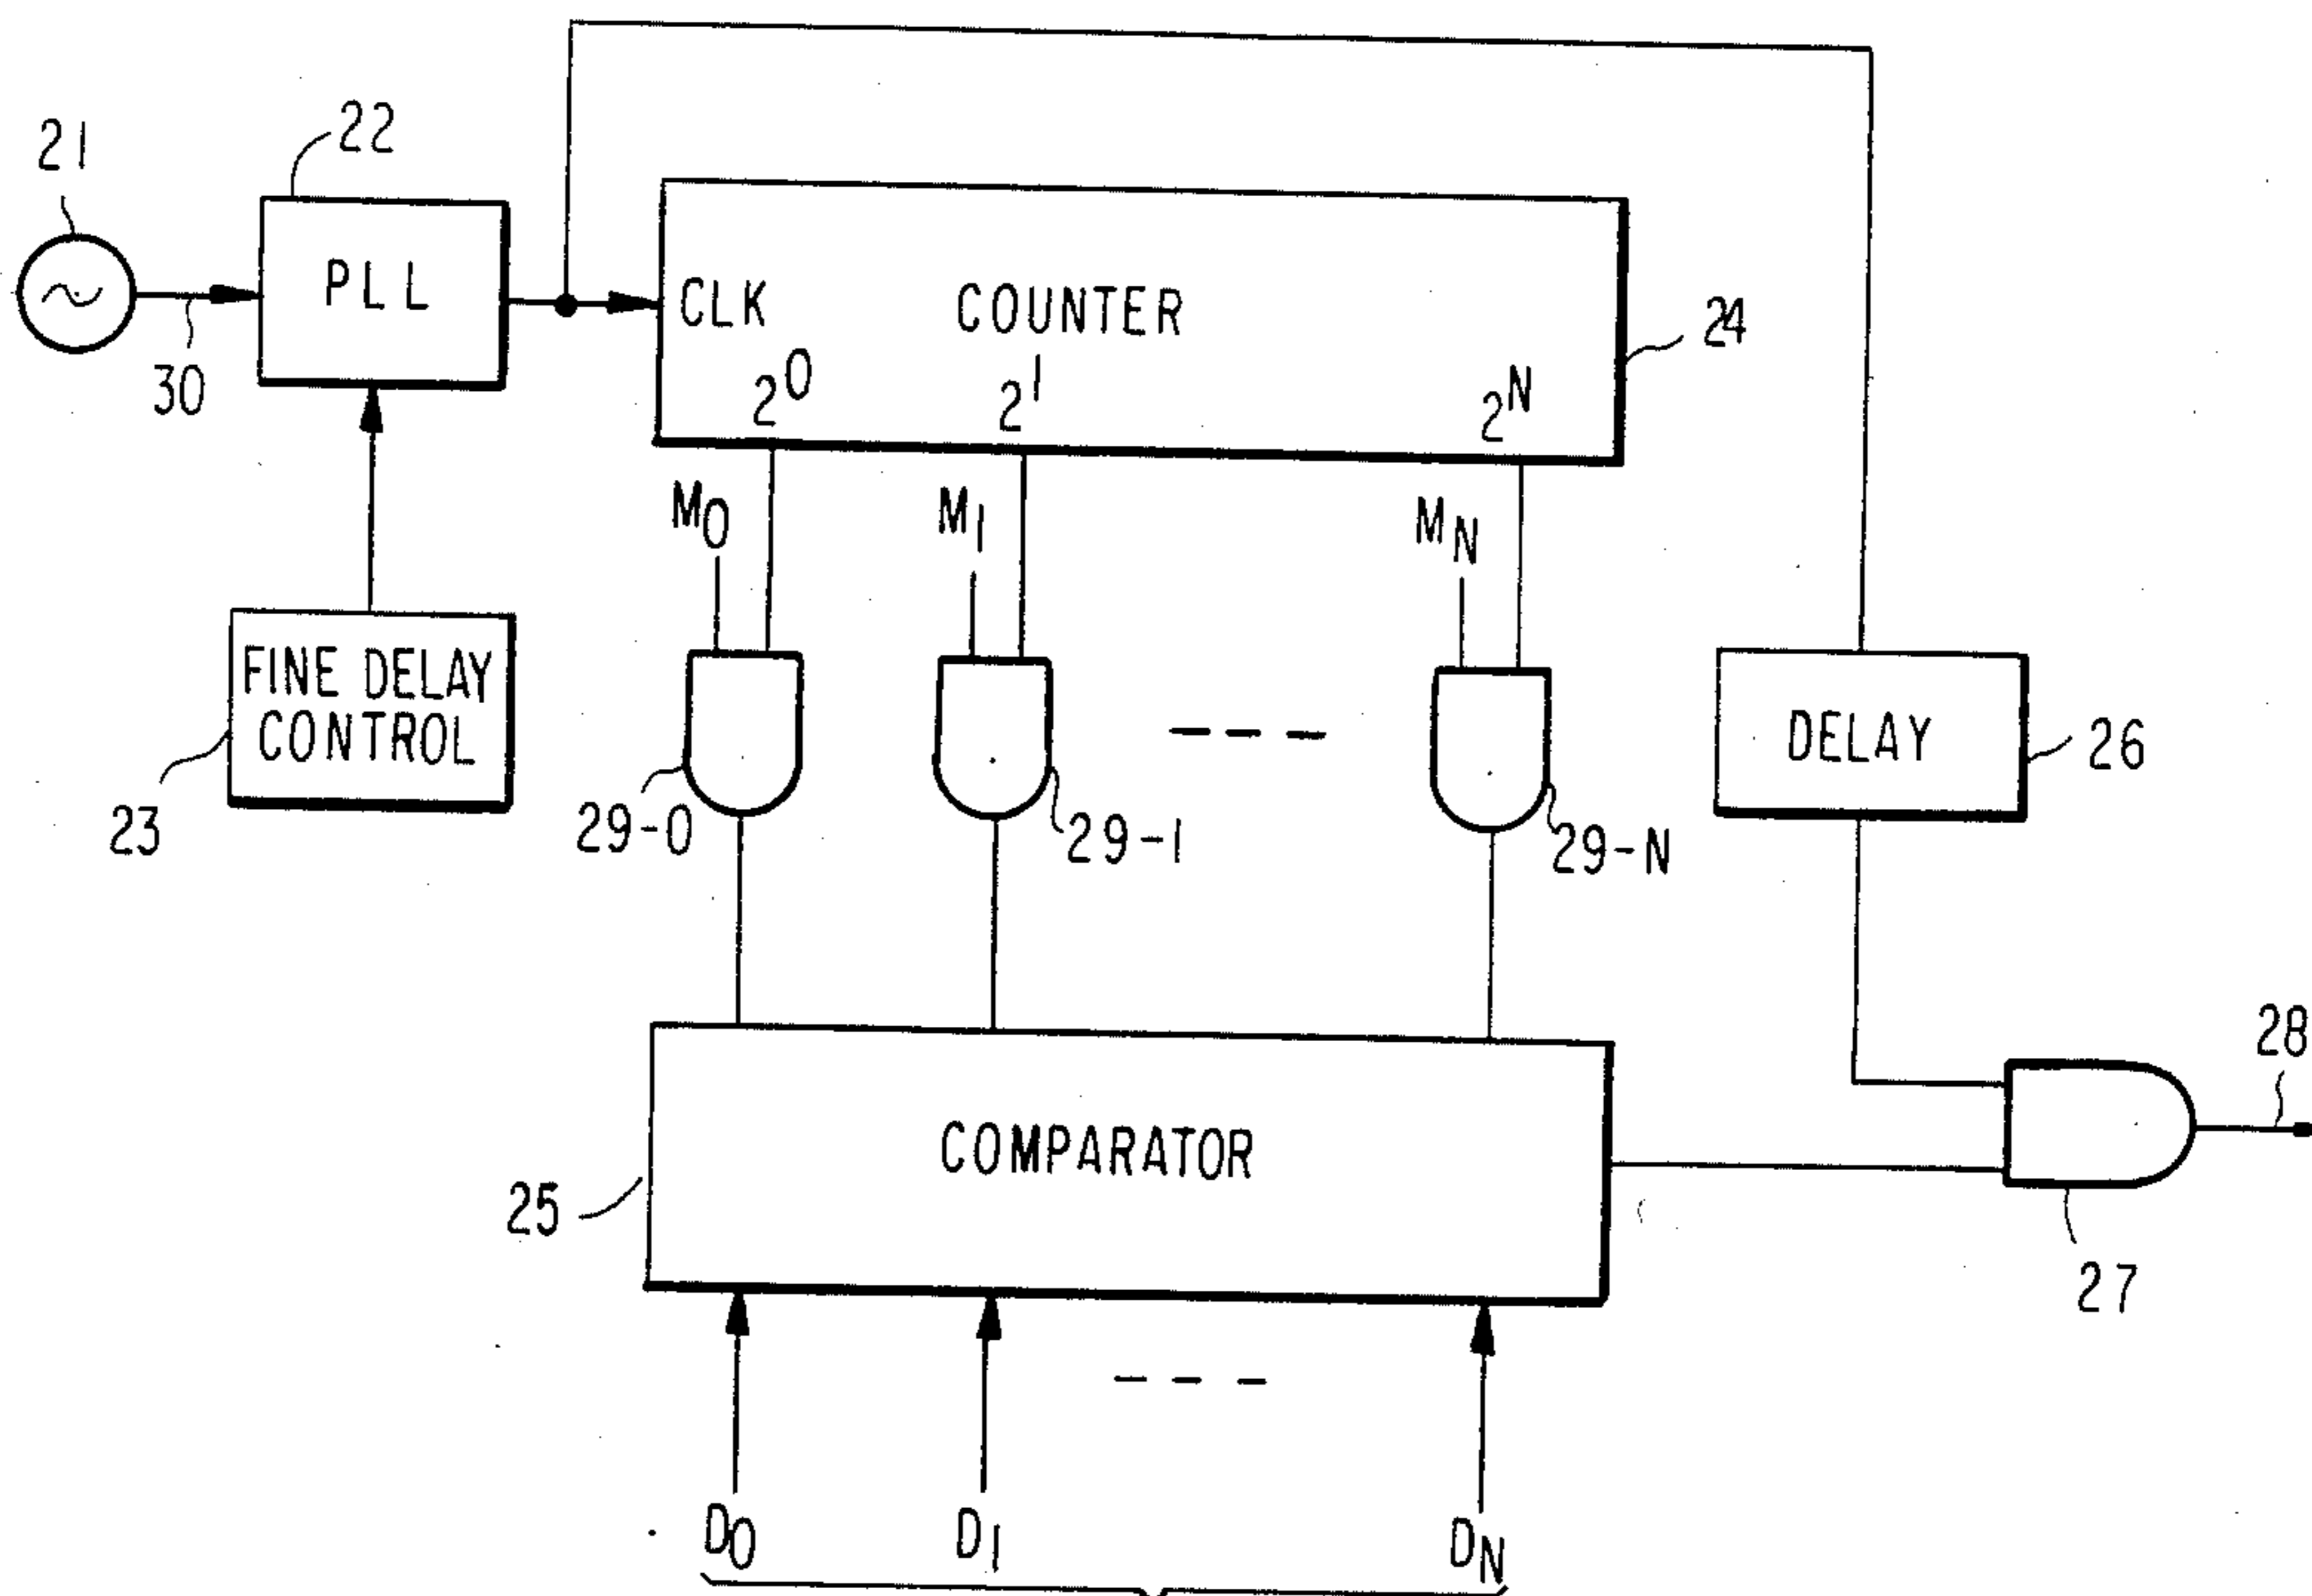 21
22
PLL
30
CLK
COUNTER
24
2^0
2^1
2^N
M0
M1
MN
FINE DELAY
CONTROL
23
29-0
29-1
29-N
DELAY
26
COMPARATOR
25
28
27
D0
D1
DN